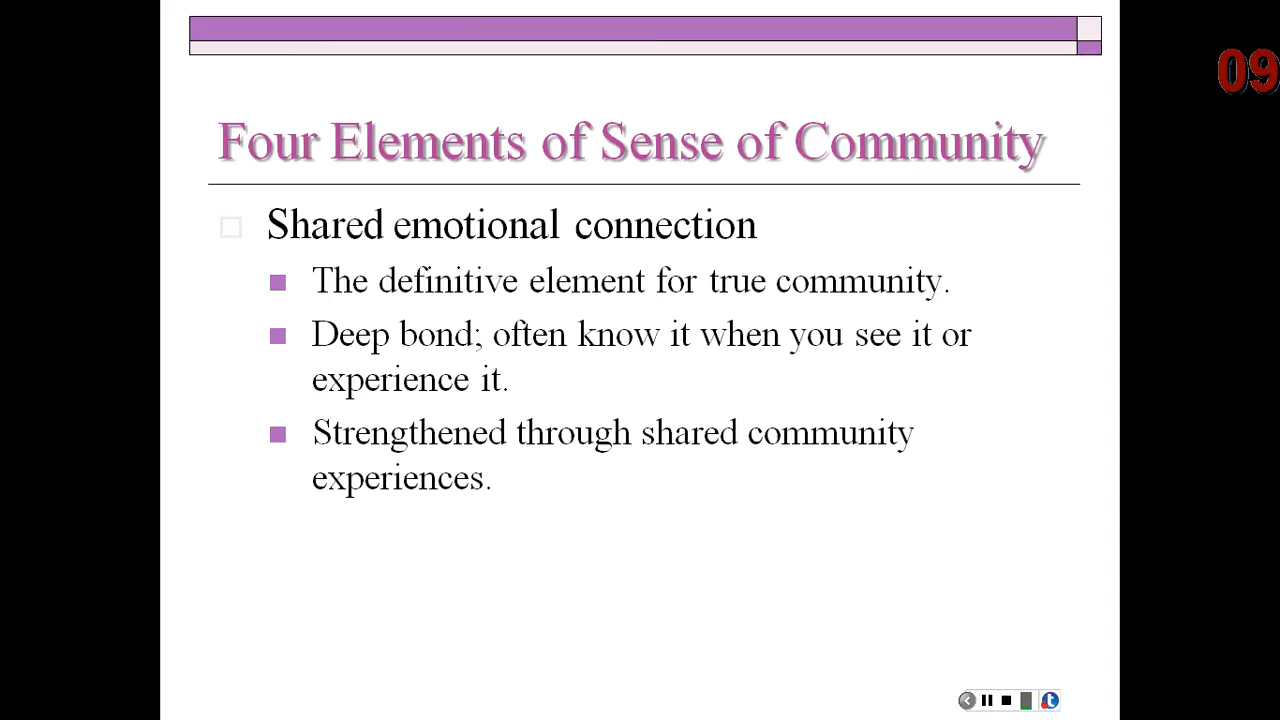 09
Four Elements of Sense of Community
Shared emotional connection
The definitive element for true community.
Deep bond; often know it when you see it or
experience it.
Strengthened through shared community
experiences.
t